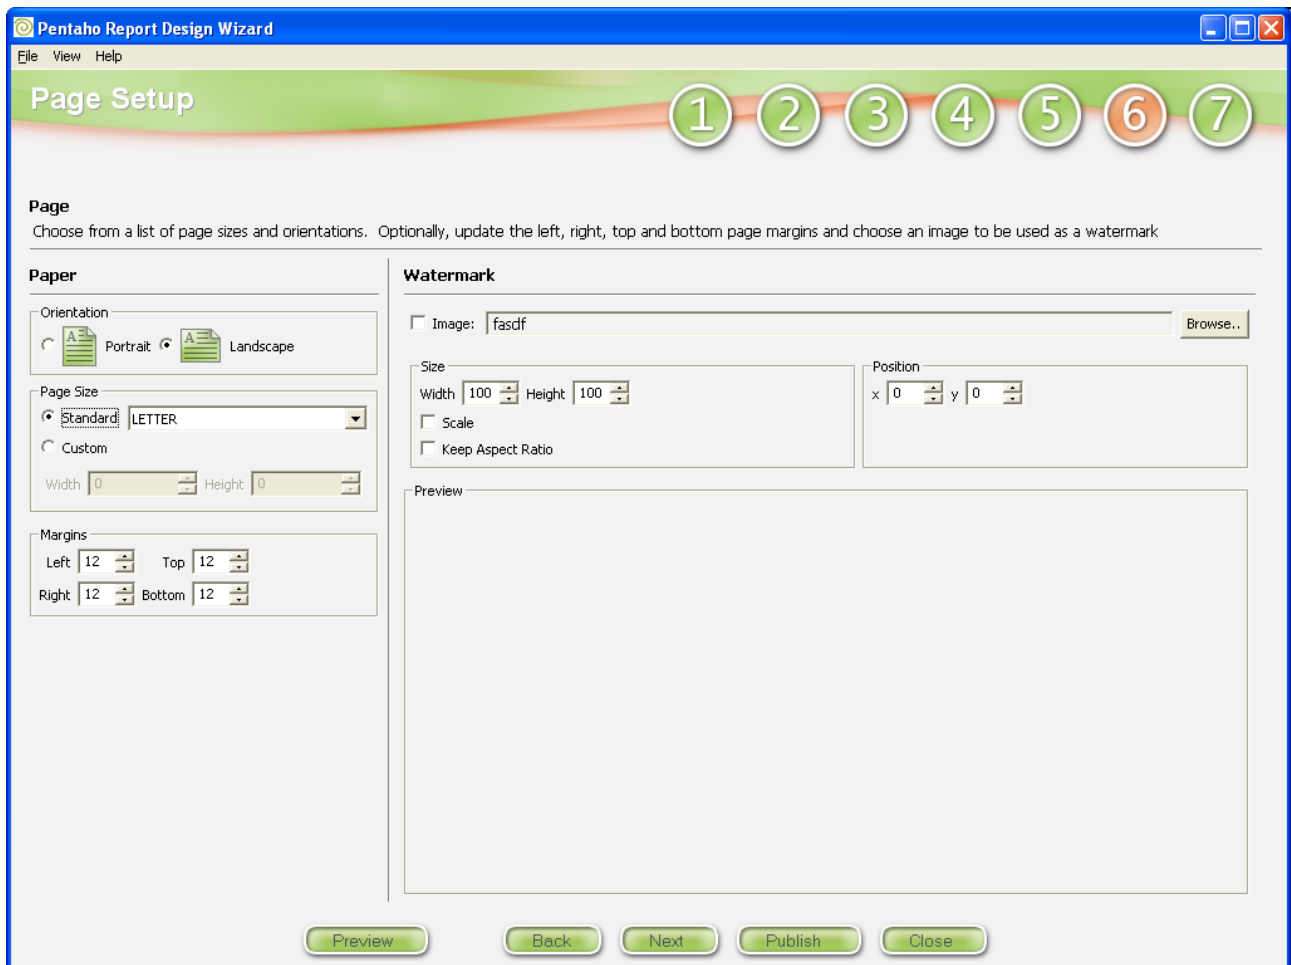 Pentaho Report Design Wizard
File View Help
Page Setup
1 2 3 4 5 6 7
Page
Choose from a list of page sizes and orientations. Optionally, update the left, right, top and bottom page margins and choose an image to be used as a watermark
Paper
Orientation
Portrait Landscape
Page Size
Standard LETTER
Custom
Width 0 Height 0
Margins
Left 12 Top 12
Right 12 Bottom 12
Watermark
Image: fasdf Browse..
Size
Width 100 Height 100
Scale
Keep Aspect Ratio
Position
x 0 y 0
Preview
Preview Back Next Publish Close